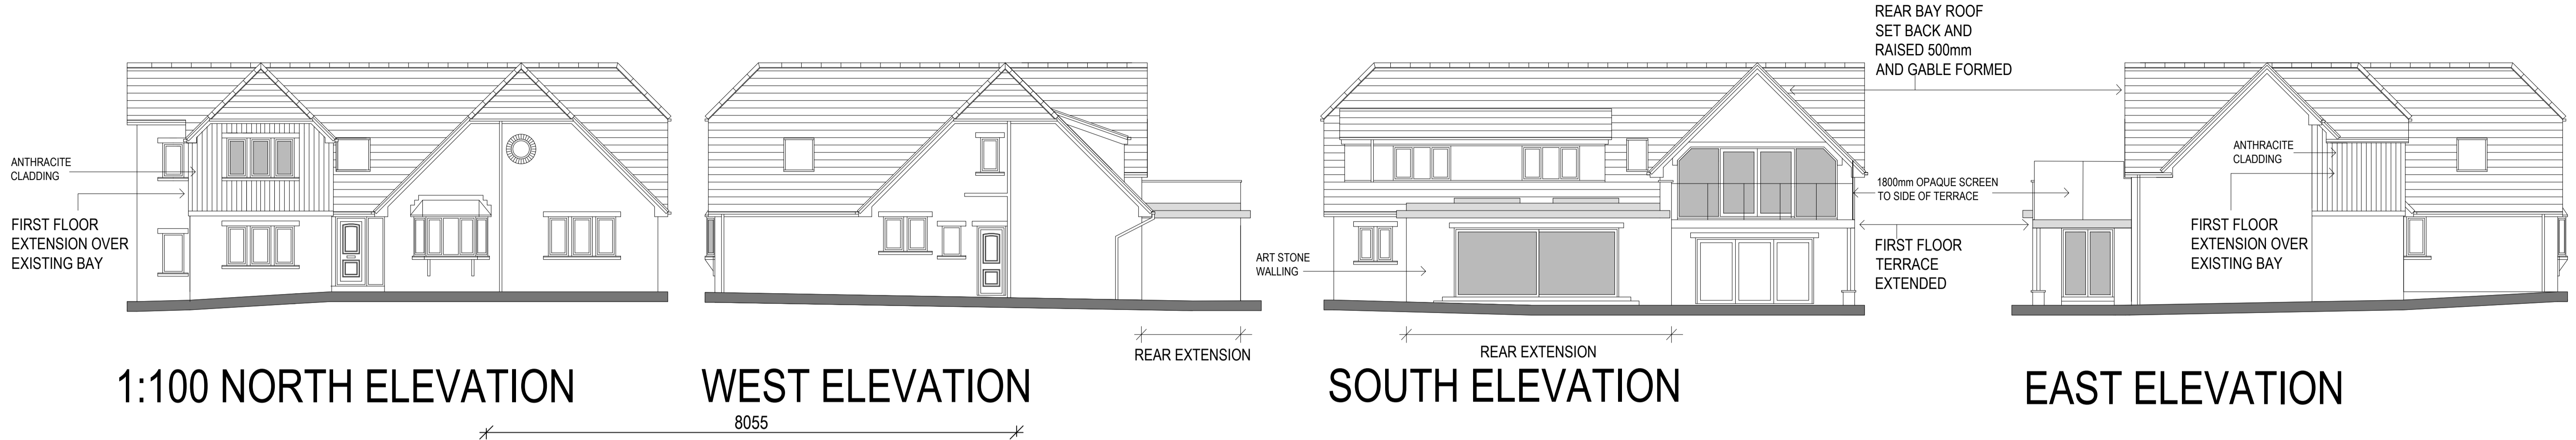 ANTHRACITE
CLADDING
FIRST FLOOR
EXTENSION OVER
EXISTING BAY
1:100 NORTH ELEVATION
WEST ELEVATION
REAR EXTENSION
8055
ART STONE
WALLING
REAR EXTENSION
SOUTH ELEVATION
REAR BAY ROOF
SET BACK AND
RAISED 500mm
AND GABLE FORMED
1800mm OPAQUE SCREEN
TO SIDE OF TERRACE
FIRST FLOOR
TERRACE
EXTENDED
ANTHRACITE
CLADDING
FIRST FLOOR
EXTENSION OVER
EXISTING BAY
EAST ELEVATION